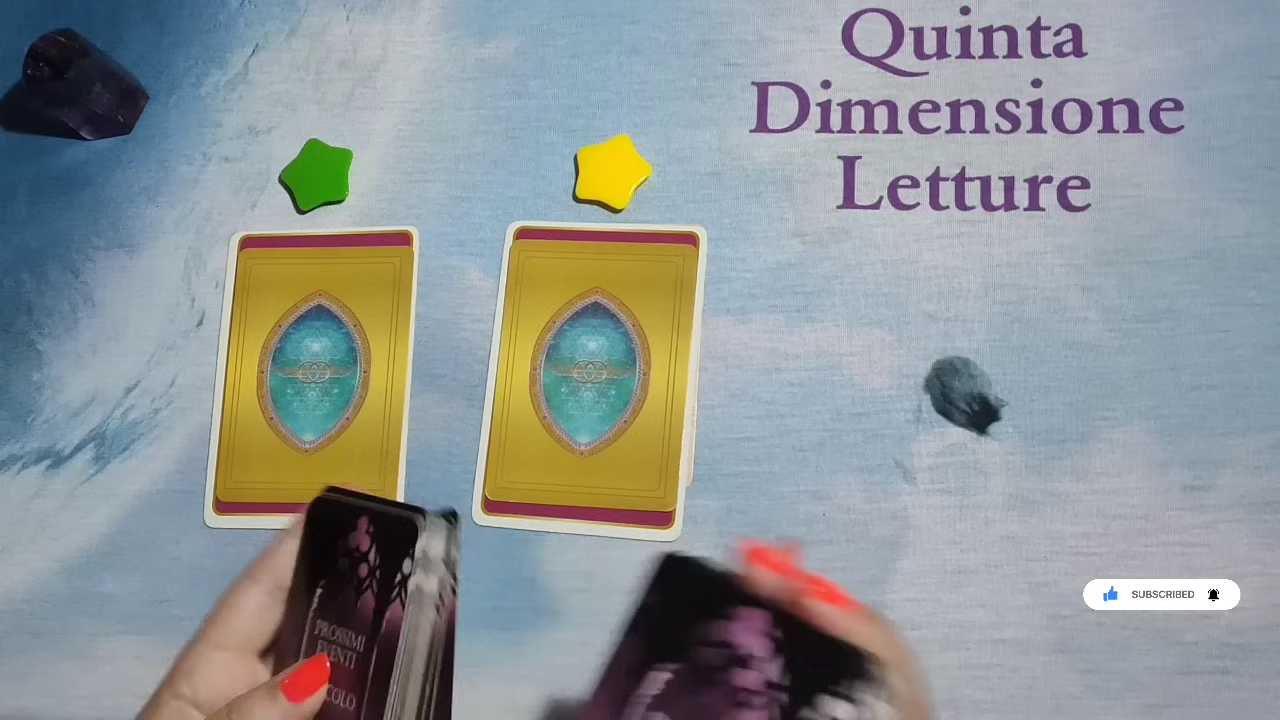 Quinta
Dimensione
Letture
SUBSCRIBED
PROSSIMI
EVENTI